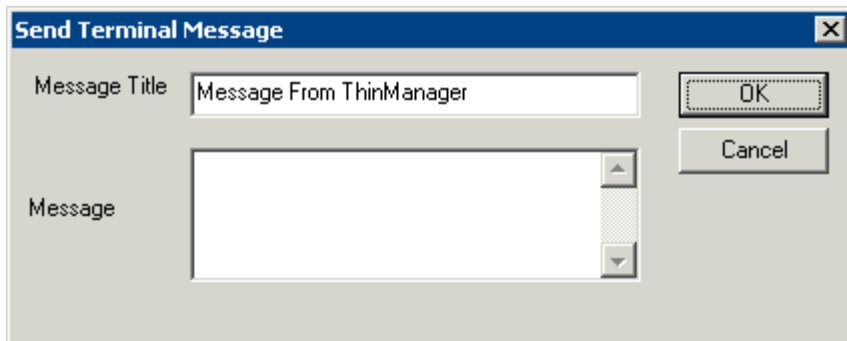 Send Terminal Message
Message Title
Message From ThinManager
OK
Cancel
Message